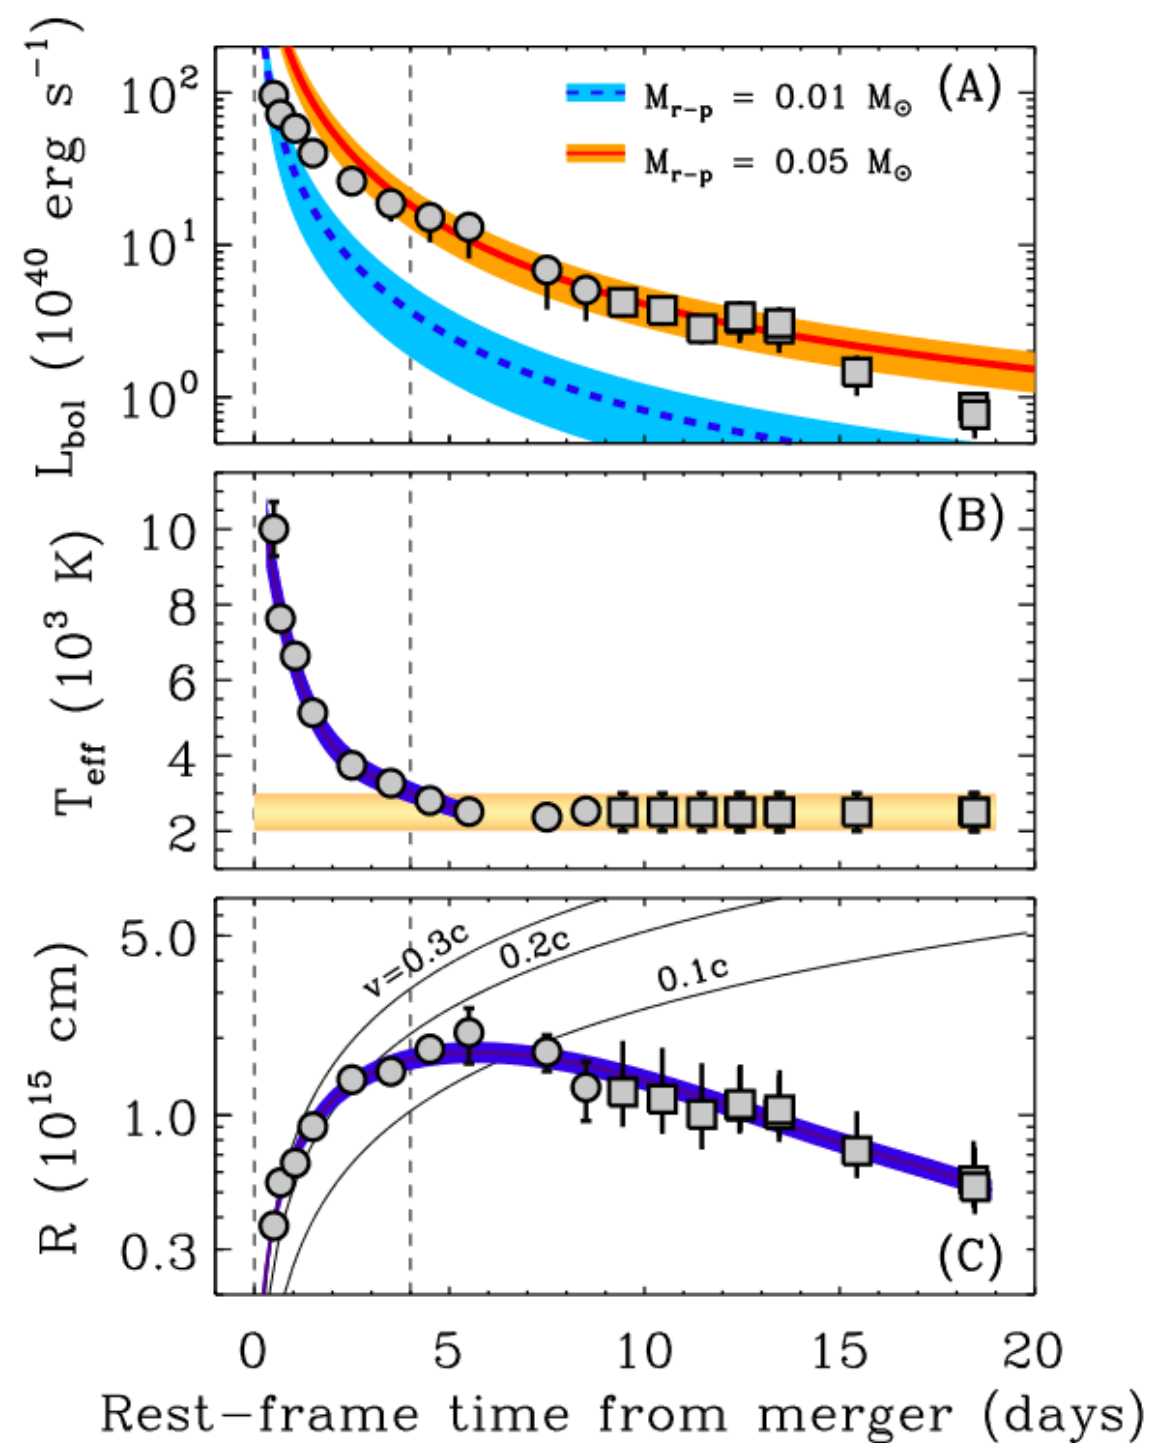 L_bol (10^40 erg s^−1)
10^2
10^1
10^0
(A)
M_r−p = 0.01 M_⊙
M_r−p = 0.05 M_⊙
T_eff (10^3 K)
10
8
6
4
2
(B)
R (10^15 cm)
5.0
1.0
0.3
v=0.3c
0.2c
0.1c
(C)
0 5 10 15 20
Rest−frame time from merger (days)